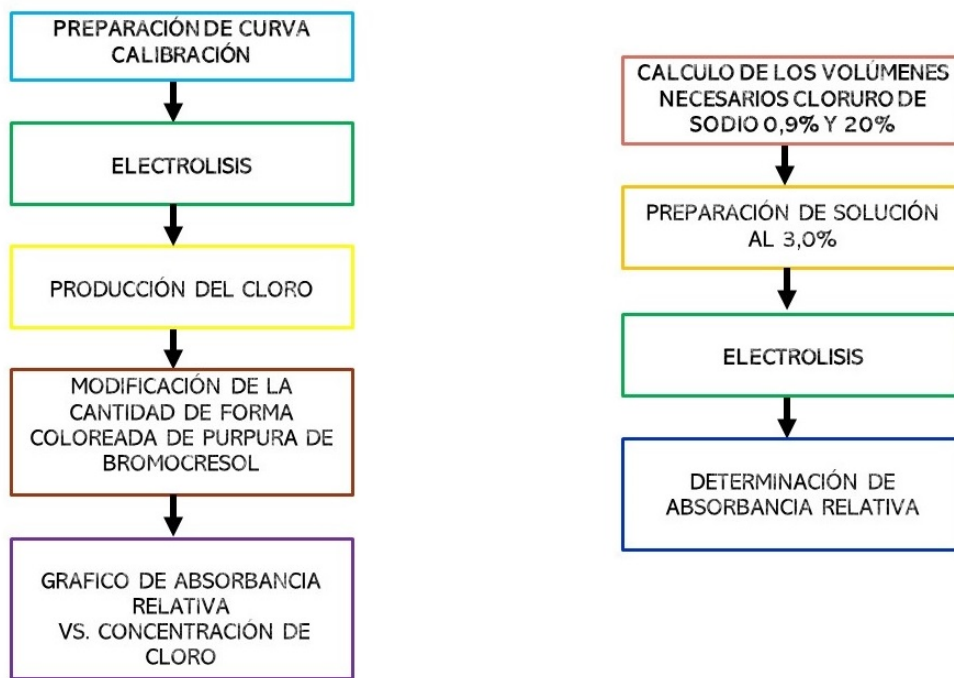 PREPARACIÓN DE CURVA
CALIBRACIÓN
ELECTROLISIS
PRODUCCIÓN DEL CLORO
MODIFICACIÓN DE LA
CANTIDAD DE FORMA
COLOREADA DE PURPURA DE
BROMOCRESOL
GRAFICO DE ABSORBANCIA
RELATIVA
VS. CONCENTRACIÓN DE
CLORO
CALCULO DE LOS VOLÚMENES
NECESARIOS CLORURO DE
SODIO 0,9% Y 20%
PREPARACIÓN DE SOLUCIÓN
AL 3,0%
ELECTROLISIS
DETERMINACIÓN DE
ABSORBANCIA RELATIVA